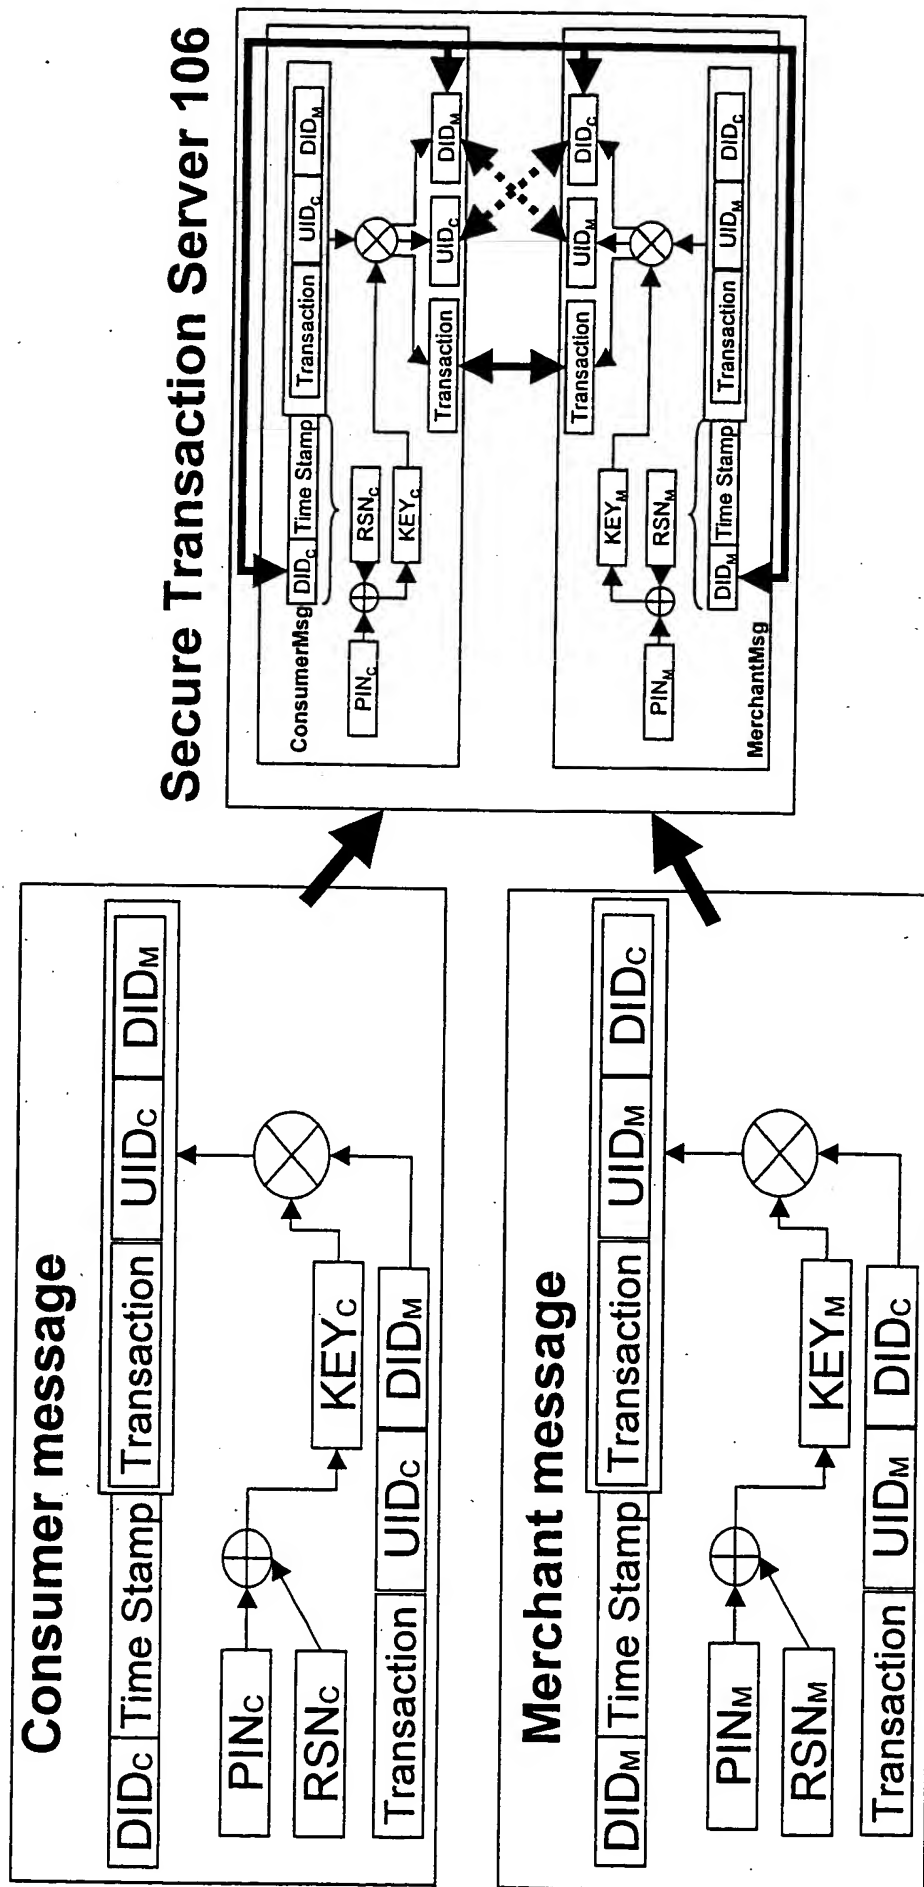 Consumer message
DIDC Time Stamp Transaction UIDC DIDM
PINC
RSNC
KEYC
Transaction UIDC DIDM
Merchant message
DIDM Time Stamp Transaction UIDM DIDC
PINM
RSNM
KEYM
Transaction UIDM DIDC
Secure Transaction Server 106
ConsumerMsg
DIDC Time Stamp Transaction UIDC DIDM
PINC
RSNC
KEYC
Transaction UIDC DIDM
Transaction UIDM DIDC
KEYM
RSNM
PINM
DIDM Time Stamp Transaction UIDM DIDC
MerchantMsg